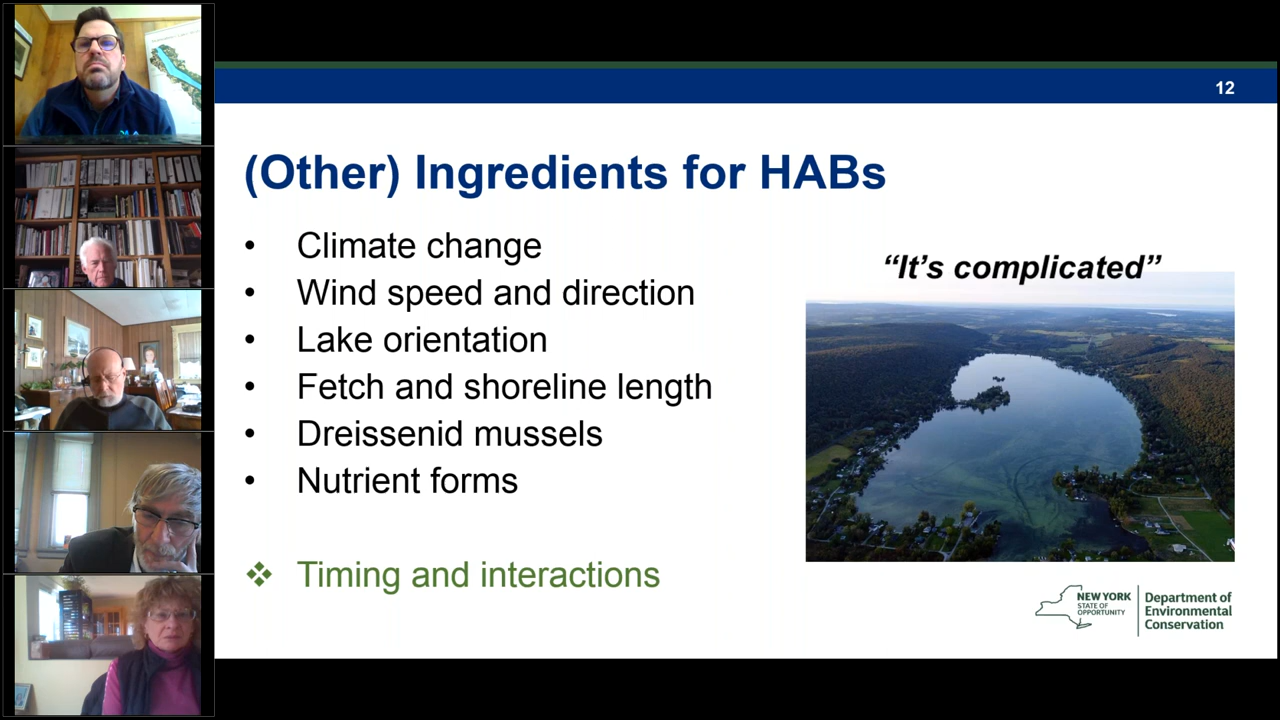 12
(Other) Ingredients for HABs
• Climate change
• Wind speed and direction
• Lake orientation
• Fetch and shoreline length
• Dreissenid mussels
• Nutrient forms
❖ Timing and interactions
“It’s complicated”
NEW YORK
STATE OF
OPPORTUNITY
Department of
Environmental
Conservation